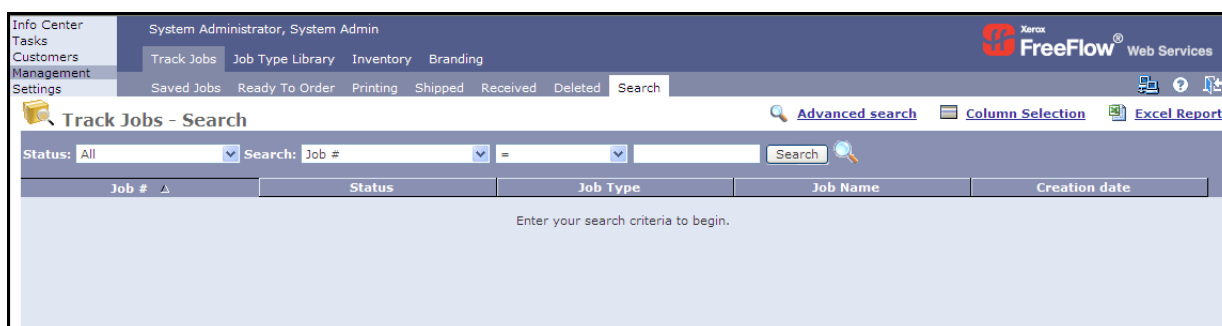 Info Center
Tasks
Customers
Management
Settings
System Administrator, System Admin
Xerox
FreeFlow® Web Services
Track Jobs Job Type Library Inventory Branding
Saved Jobs Ready To Order Printing Shipped Received Deleted Search
Track Jobs - Search
Advanced search Column Selection Excel Report
Status: All Search: Job # = Search
Job # Status Job Type Job Name Creation date
Enter your search criteria to begin.